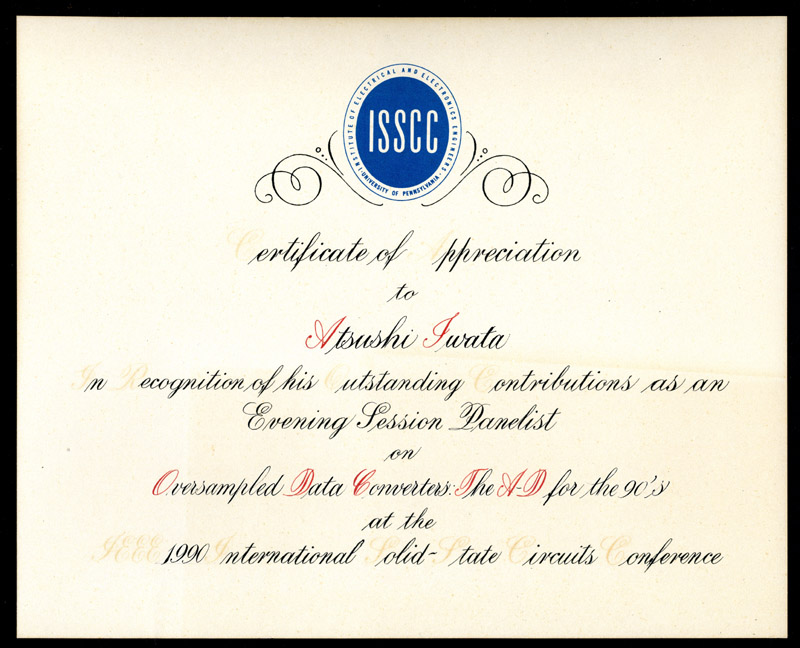 INSTITUTE OF ELECTRICAL AND ELECTRONICS ENGINEERS
ISSCC
UNIVERSITY OF PENNSYLVANIA
Certificate of Appreciation
to
Atsushi Iwata
In Recognition of his Outstanding Contributions as an
Evening Session Panelist
on
Oversampled Data Converters: The A-D for the 90's
at the
IEEE 1990 International Solid-State Circuits Conference